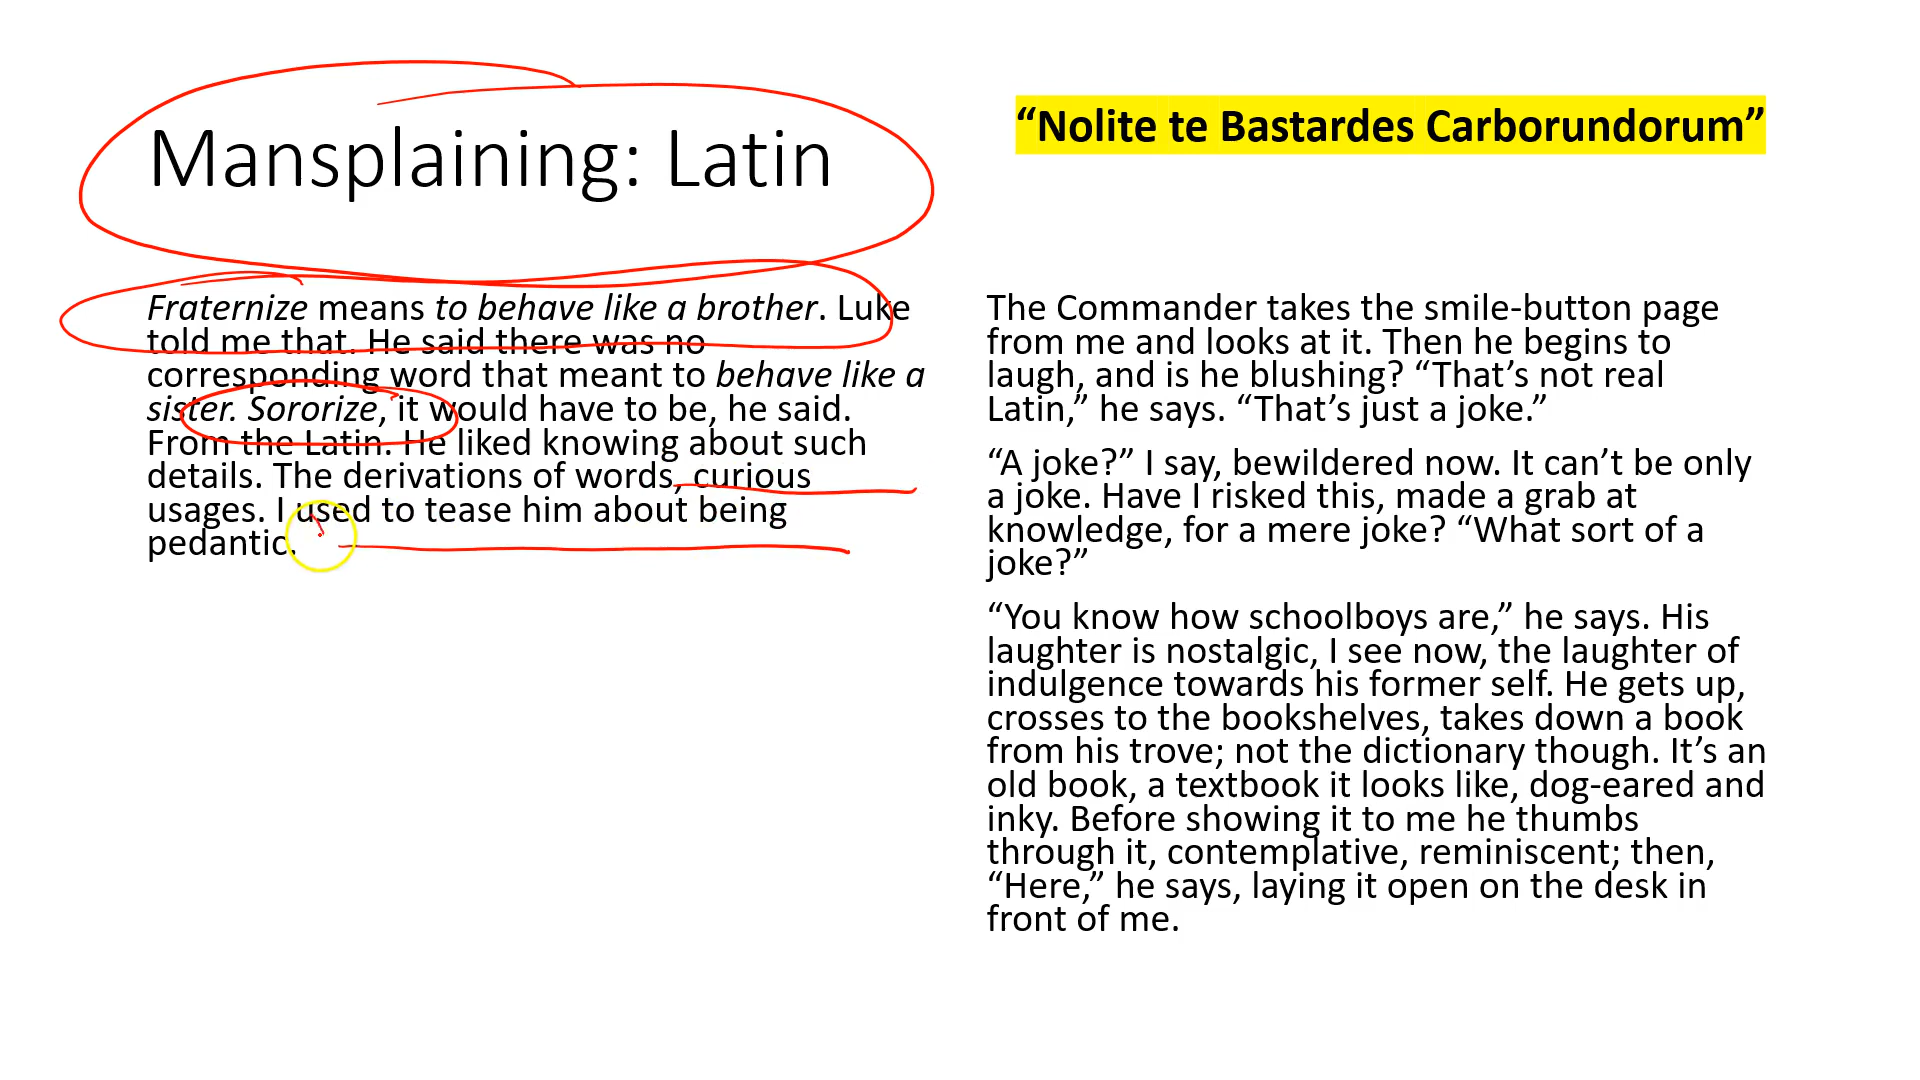 Mansplaining: Latin
Fraternize means to behave like a brother. Luke
told me that. He said there was no
corresponding word that meant to behave like a
sister. Sororize, it would have to be, he said.
From the Latin. He liked knowing about such
details. The derivations of words, curious
usages. I used to tease him about being
pedantic.
“Nolite te Bastardes Carborundorum”
The Commander takes the smile-button page
from me and looks at it. Then he begins to
laugh, and is he blushing? “That’s not real
Latin,” he says. “That’s just a joke.”
“A joke?” I say, bewildered now. It can’t be only
a joke. Have I risked this, made a grab at
knowledge, for a mere joke? “What sort of a
joke?”
“You know how schoolboys are,” he says. His
laughter is nostalgic, I see now, the laughter of
indulgence towards his former self. He gets up,
crosses to the bookshelves, takes down a book
from his trove; not the dictionary though. It’s an
old book, a textbook it looks like, dog-eared and
inky. Before showing it to me he thumbs
through it, contemplative, reminiscent; then,
“Here,” he says, laying it open on the desk in
front of me.